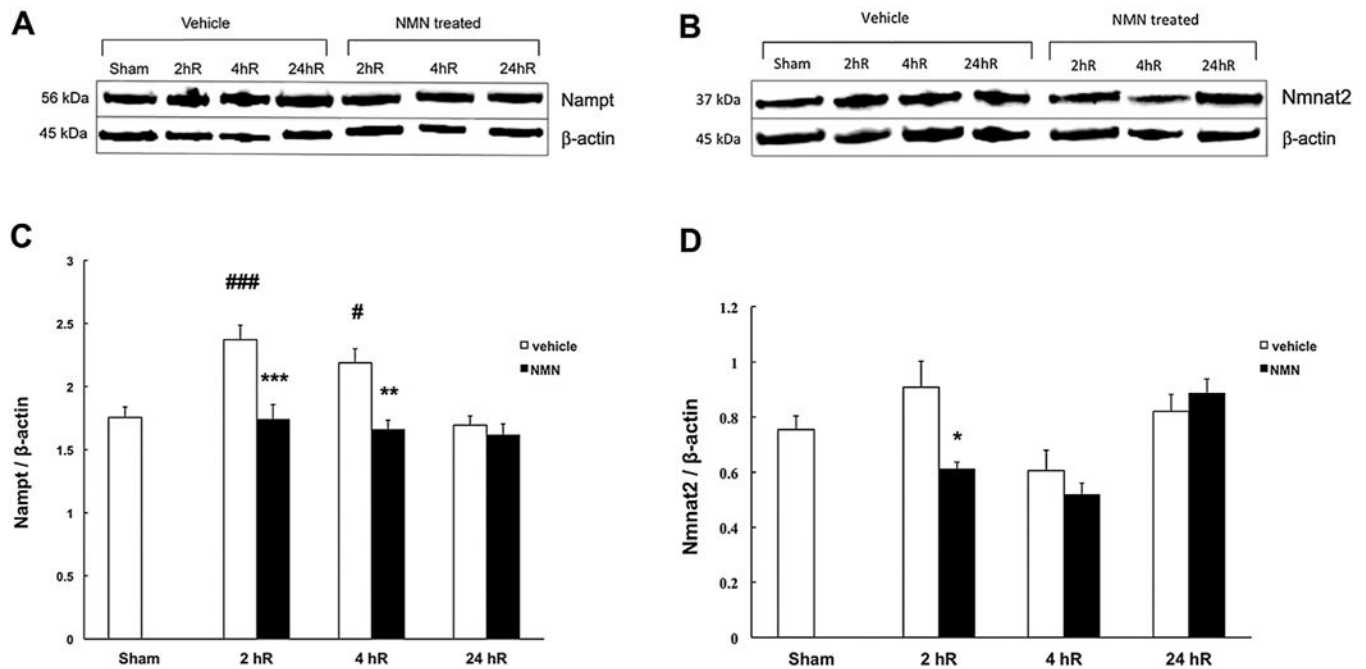 A
Vehicle
NMN treated
Sham 2hR 4hR 24hR 2hR 4hR 24hR
56 kDa Nampt
45 kDa β-actin
B
Vehicle
NMN treated
Sham 2hR 4hR 24hR 2hR 4hR 24hR
37 kDa Nmnat2
45 kDa β-actin
C
Nampt / β-actin
3
2.5
2
1.5
1
0.5
0
###
***
#
**
vehicle
NMN
Sham 2 hR 4 hR 24 hR
D
Nmnat2 / β-actin
1.2
1
0.8
0.6
0.4
0.2
0
*
vehicle
NMN
Sham 2 hR 4 hR 24 hR